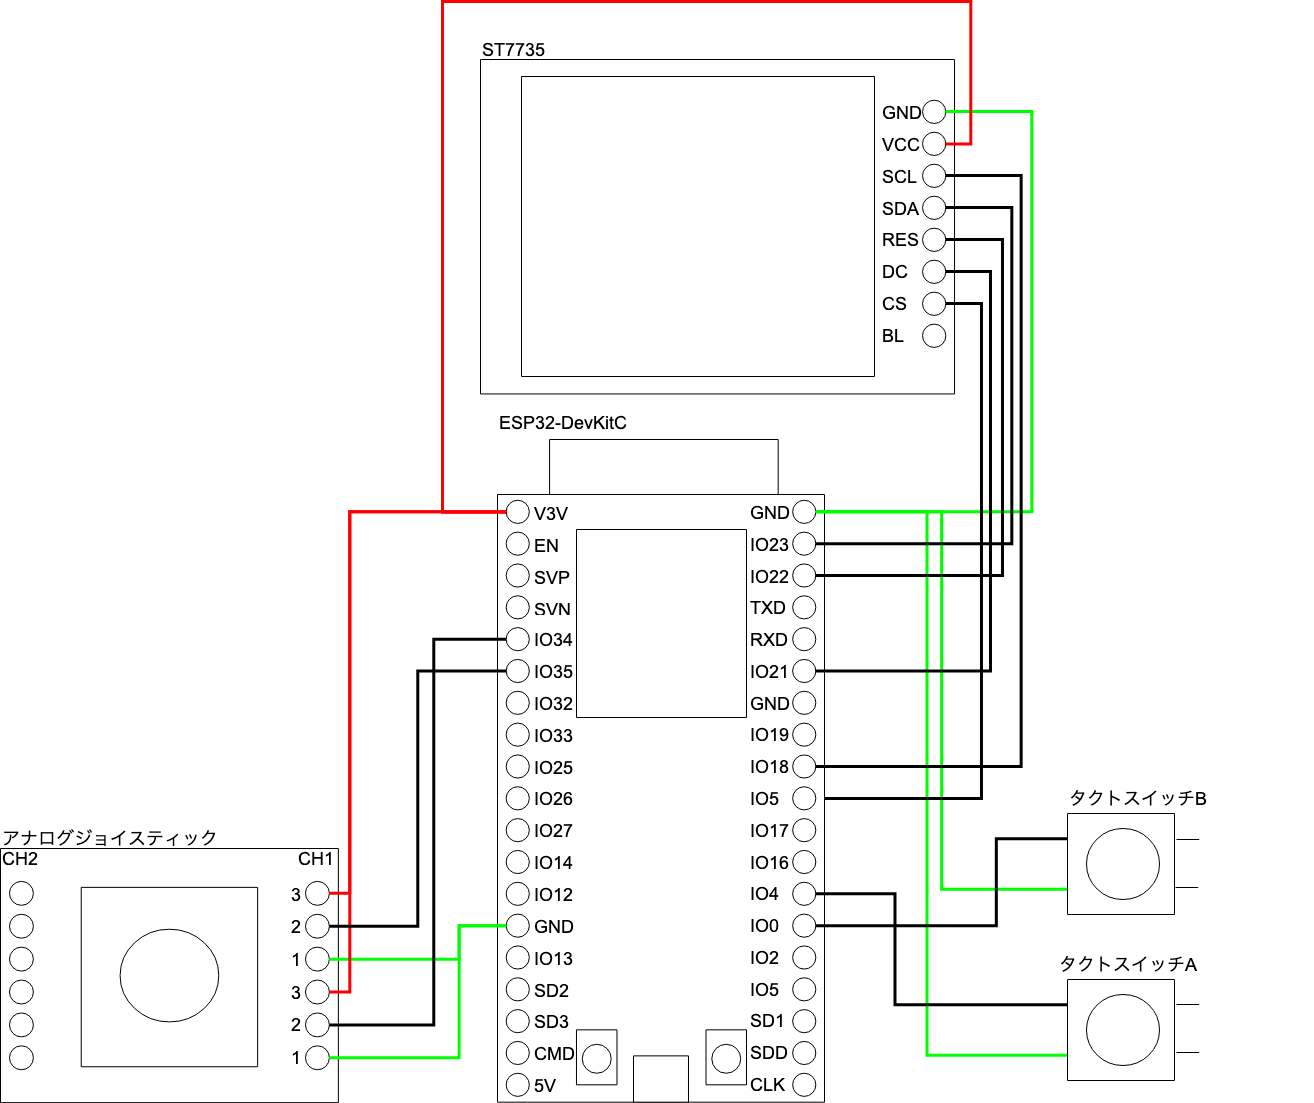 ST7735
GND
VCC
SCL
SDA
RES
DC
CS
BL
ESP32-DevKitC
V3V
EN
SVP
SVN
IO34
IO35
IO32
IO33
IO25
IO26
IO27
IO14
IO12
GND
IO13
SD2
SD3
CMD
5V
GND
IO23
IO22
TXD
RXD
IO21
GND
IO19
IO18
IO5
IO17
IO16
IO4
IO0
IO2
IO5
SD1
SDD
CLK
アナログジョイスティック
CH2
CH1
3
2
1
3
2
1
タクトスイッチB
タクトスイッチA